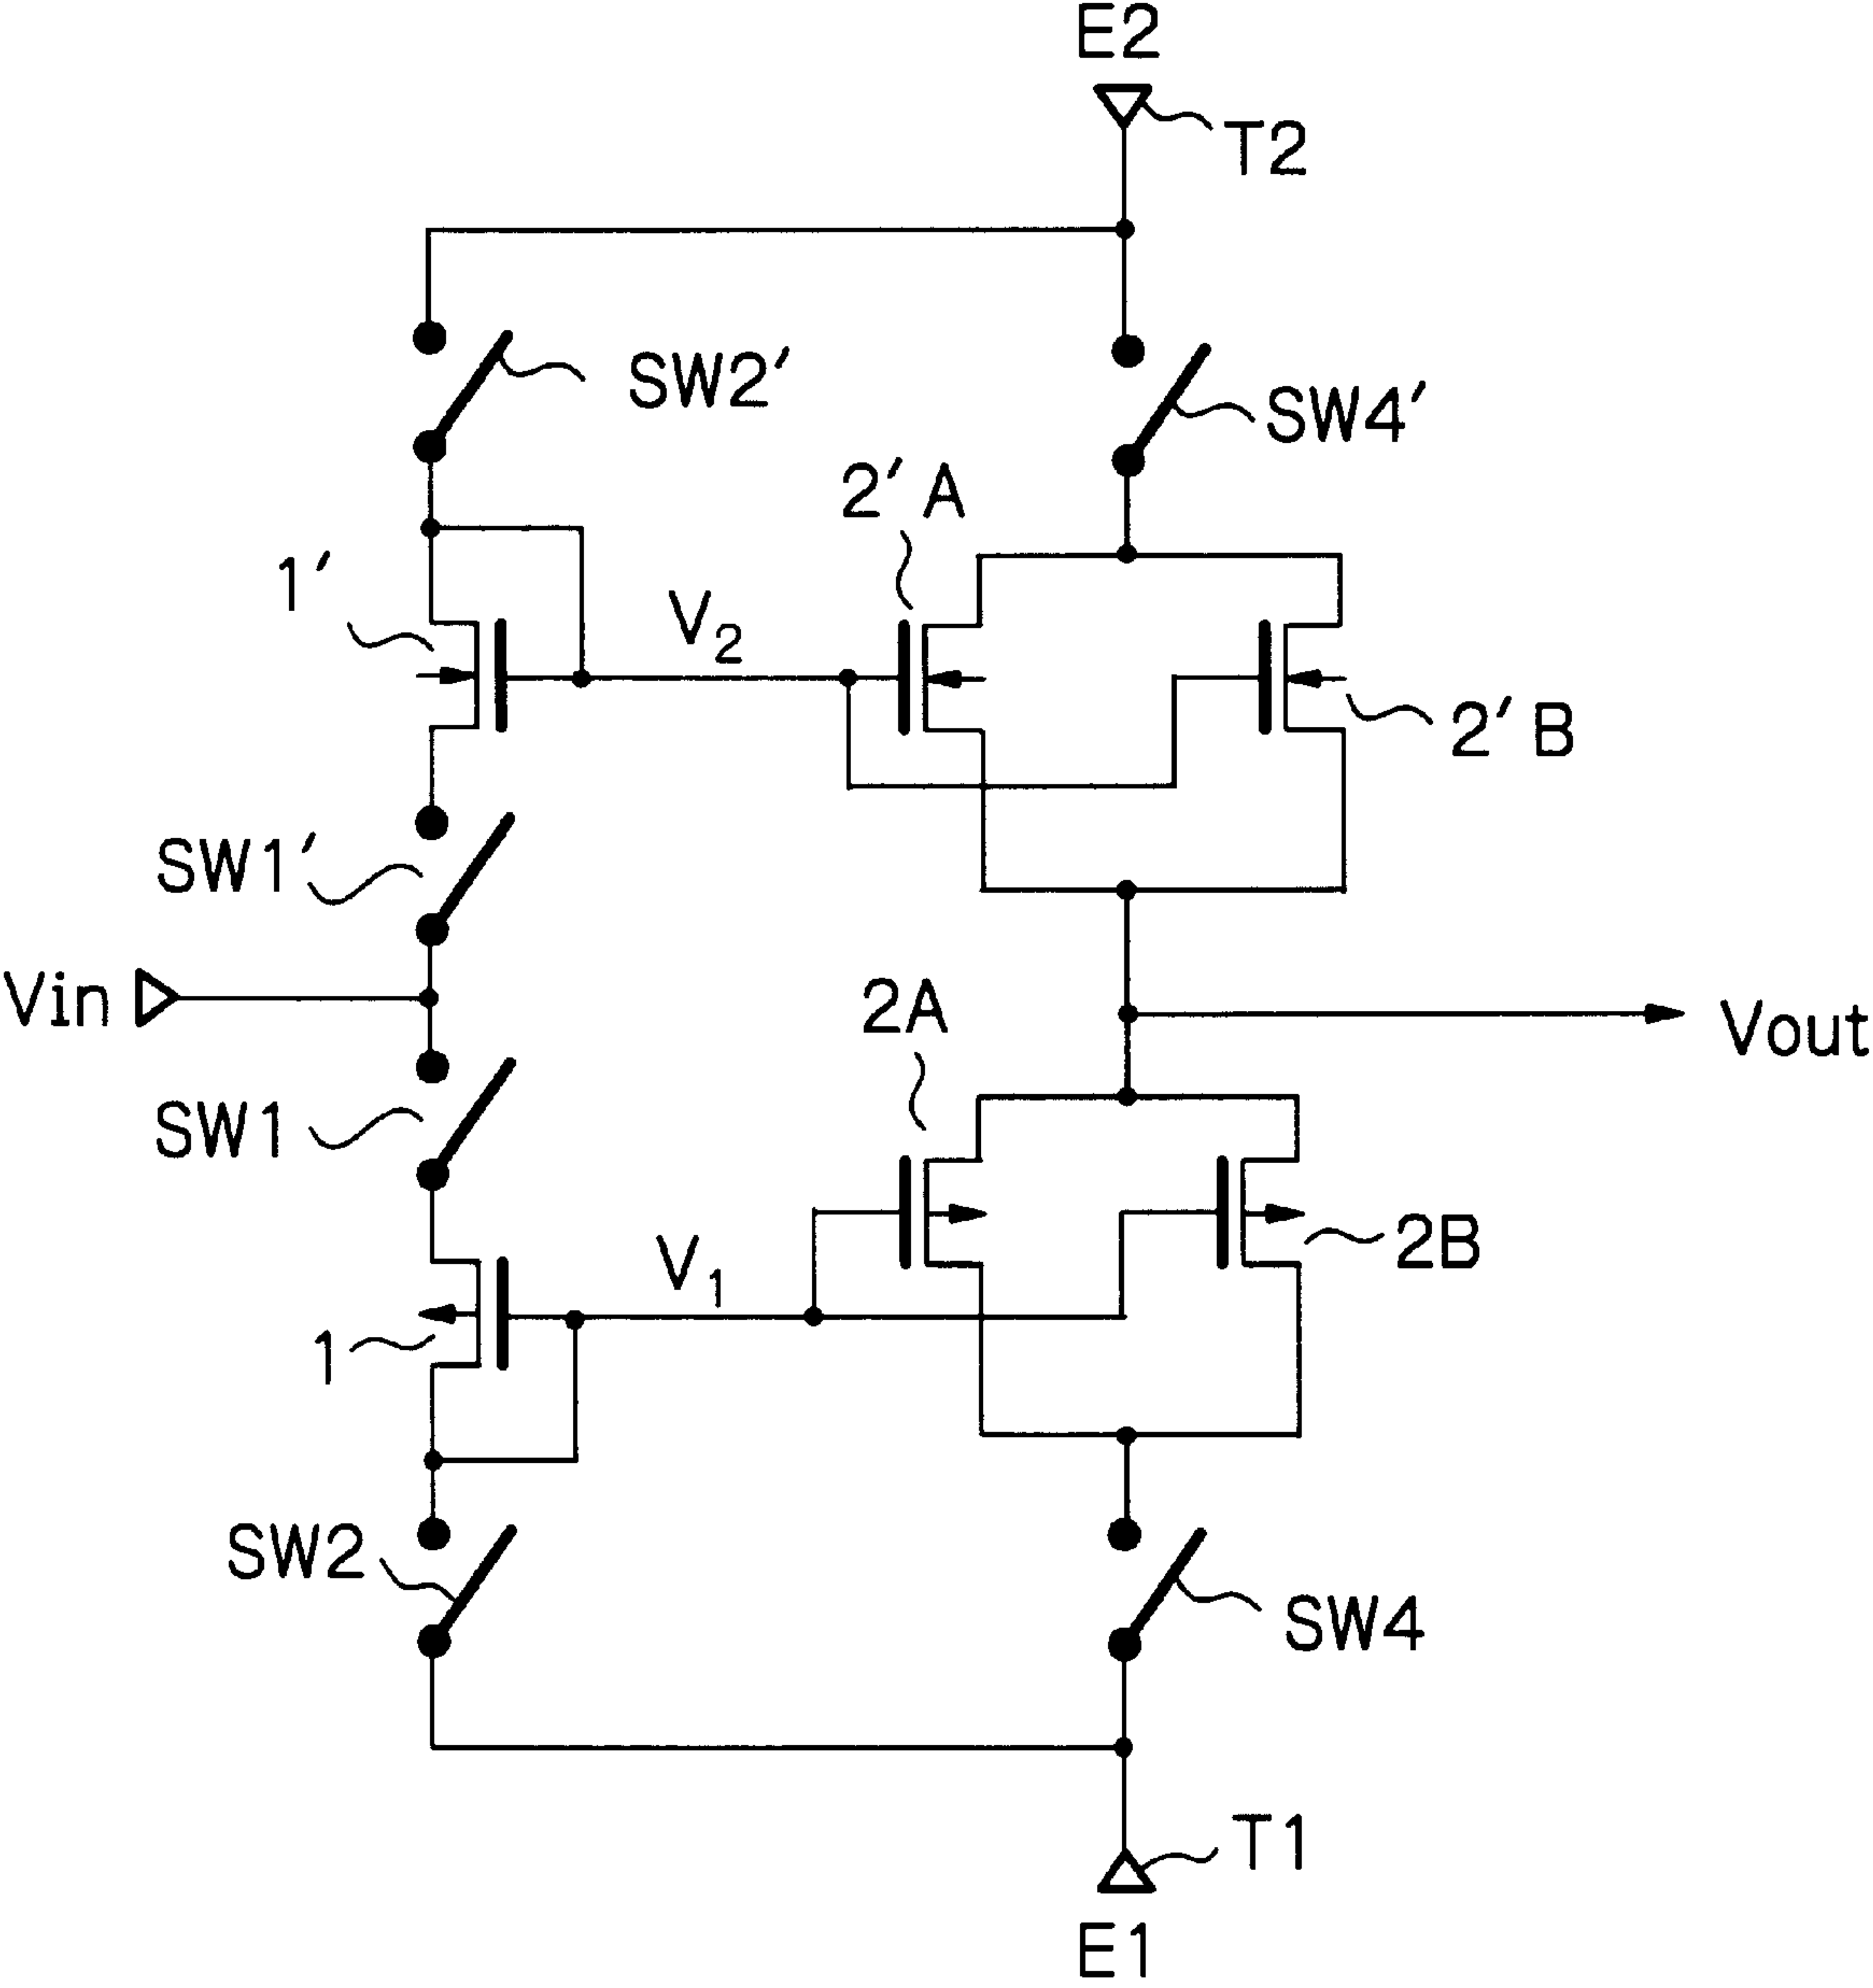 E2
T2
SW2′
SW4′
2′A
1′
V2
2′B
SW1′
Vin
2A
Vout
SW1
V1
2B
1
SW2
SW4
T1
E1